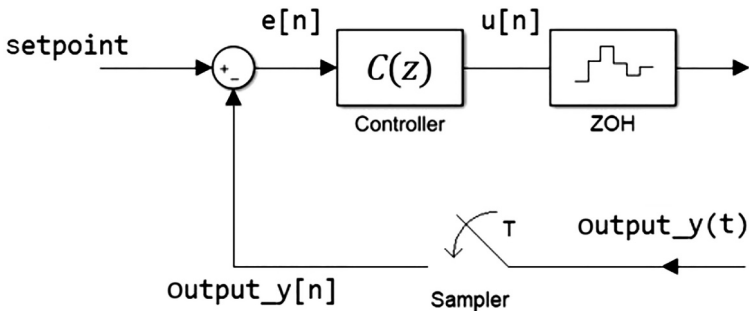 e[n]
u[n]
setpoint
+
-
C(z)
Controller
ZOH
T
output_y(t)
output_y[n]
Sampler